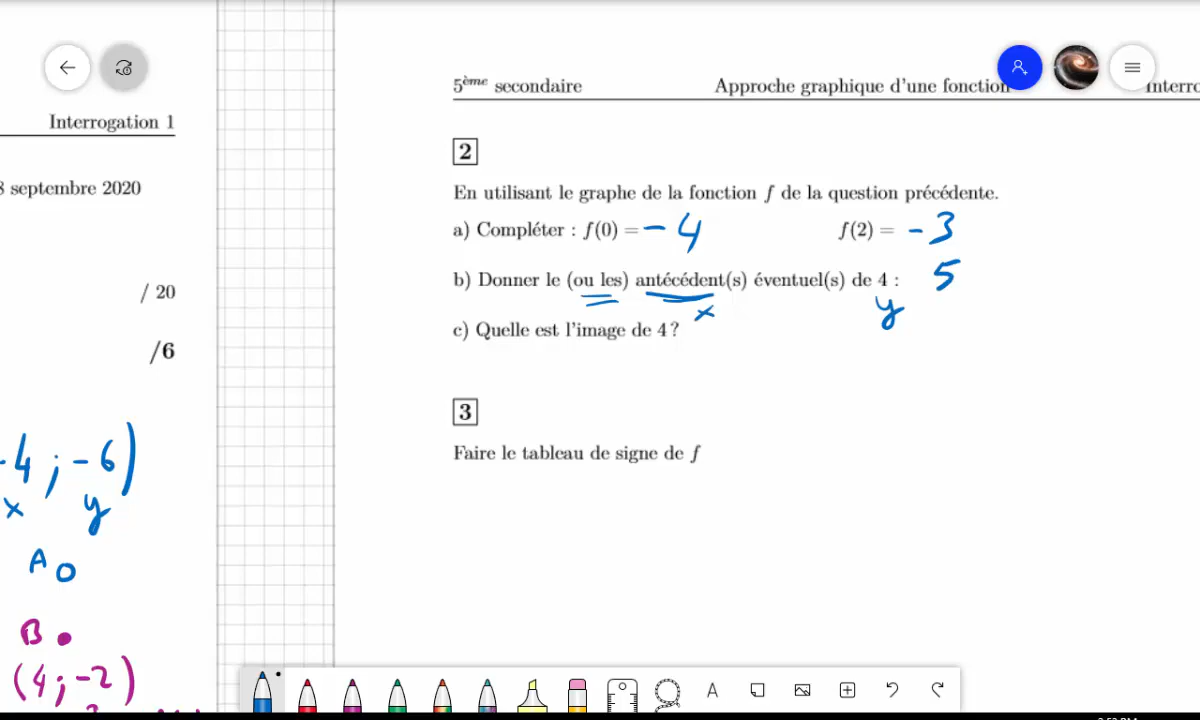 Interrogation 1
8 septembre 2020
/ 20
/6
-4 ; -6)
x y
A
B
(4 ; -2)
5ème secondaire Approche graphique d'une fonction Interro
2
En utilisant le graphe de la fonction f de la question précédente.
a) Compléter : f(0) = -4 f(2) = -3
b) Donner le (ou les) antécédent(s) éventuel(s) de 4 : 5
x y
c) Quelle est l'image de 4 ?
3
Faire le tableau de signe de f
A